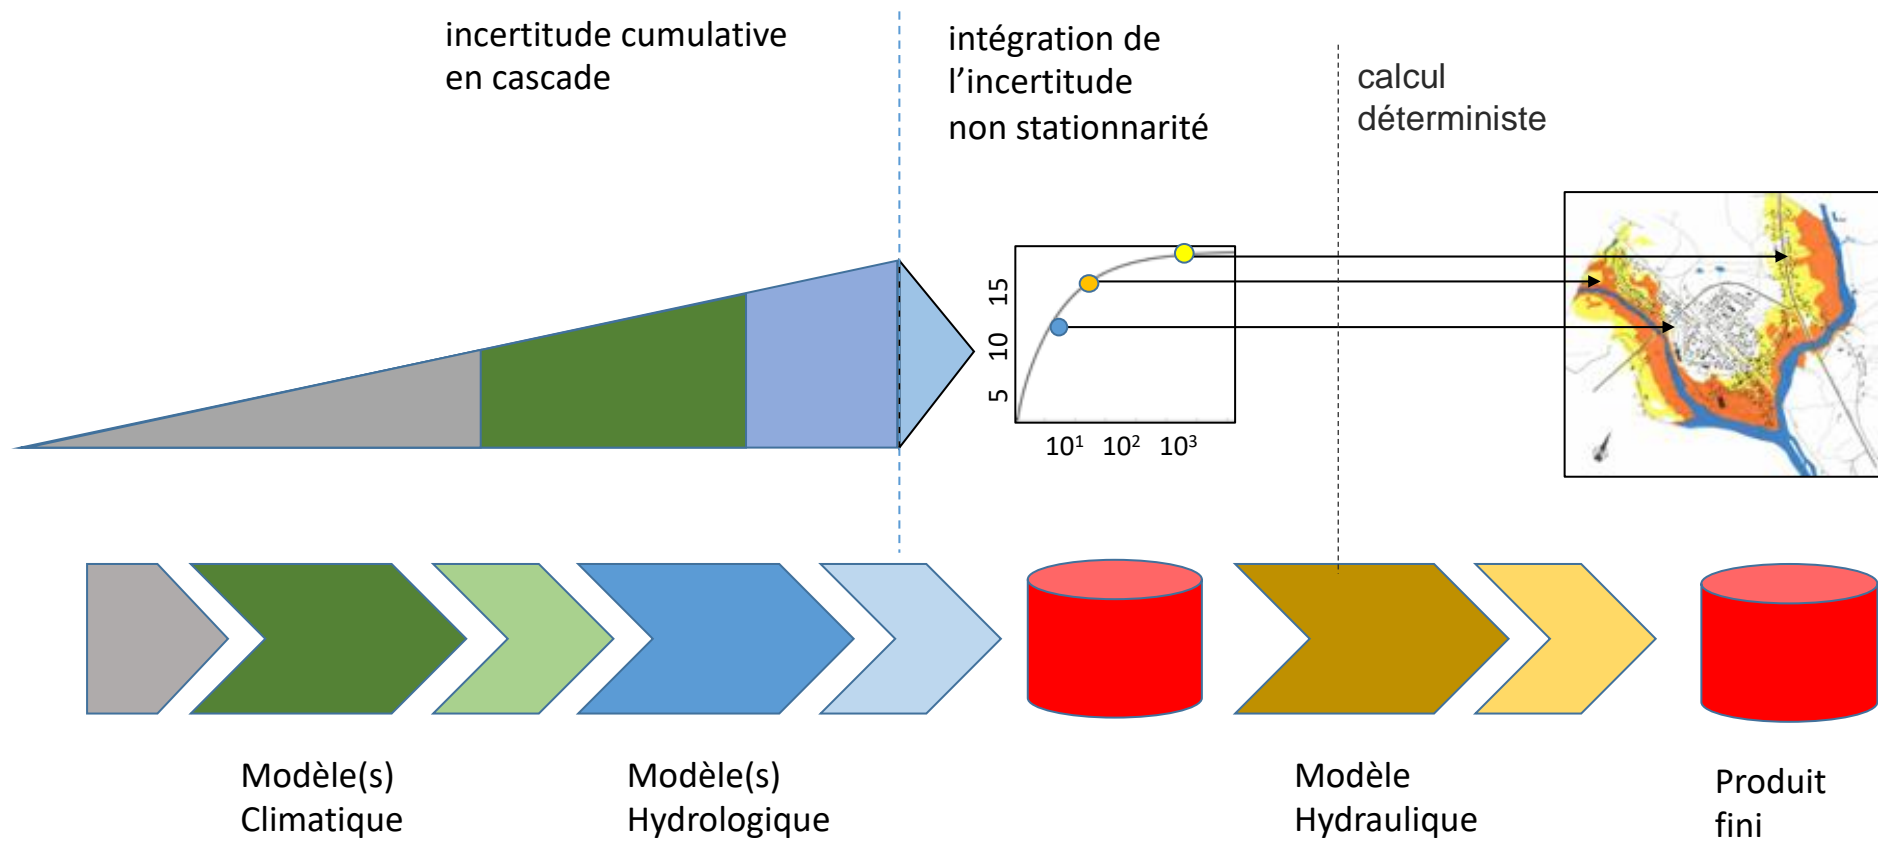 incertitude cumulative
en cascade
intégration de
l’incertitude
non stationnarité
calcul
déterministe
15
10
5
10¹ 10² 10³
Modèle(s)
Climatique
Modèle(s)
Hydrologique
Modèle
Hydraulique
Produit
fini